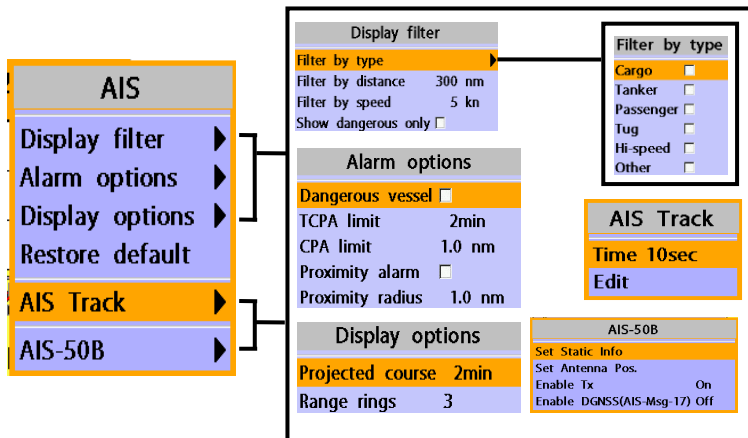 AIS
Display filter
Alarm options
Display options
Restore default
AIS Track
AIS-50B
Display filter
Filter by type
Filter by distance 300 nm
Filter by speed 5 kn
Show dangerous only
Filter by type
Cargo
Tanker
Passenger
Tug
Hi-speed
Other
Alarm options
Dangerous vessel
TCPA limit 2min
CPA limit 1.0 nm
Proximity alarm
Proximity radius 1.0 nm
AIS Track
Time 10sec
Edit
Display options
Projected course 2min
Range rings 3
AIS-50B
Set Static Info
Set Antenna Pos.
Enable Tx On
Enable DGNSS(AIS-Msg-17) Off